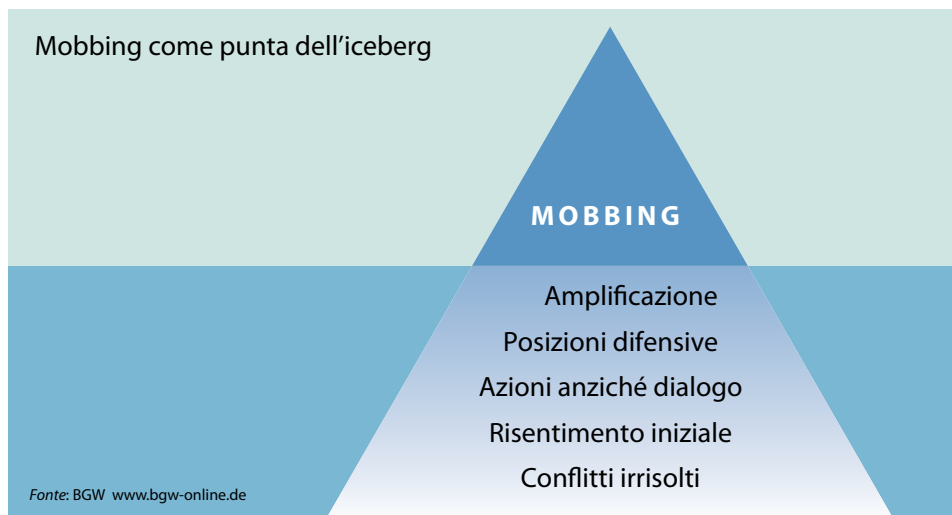 Mobbing come punta dell’iceberg
MOBBING
Amplificazione
Posizioni difensive
Azioni anziché dialogo
Risentimento iniziale
Conflitti irrisolti
Fonte: BGW www.bgw-online.de